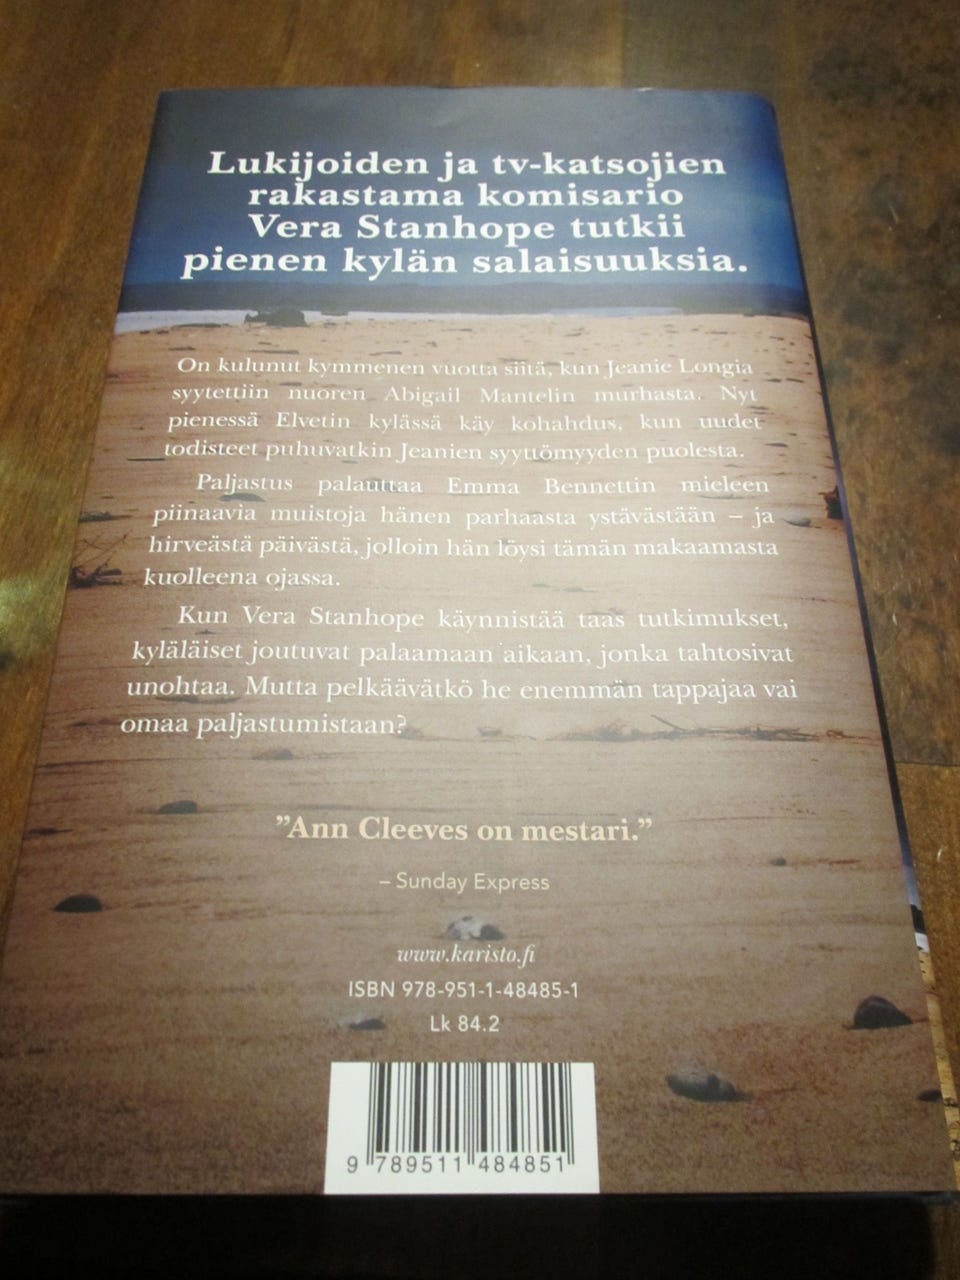 Lukijoiden ja tv-katsojien
rakastama komisario
Vera Stanhope tutkii
pienen kylän salaisuuksia.
On kulunut kymmenen vuotta siitä, kun Jeanie Longia
syytettiin nuoren Abigail Mantelin murhasta. Nyt
pienessä Elvetin kylässä käy kohahdus, kun uudet
todisteet puhuvatkin Jeanien syyttömyyden puolesta.
Paljastus palauttaa Emma Bennettin mieleen
piinaavia muistoja hänen parhaasta ystävästään – ja
hirveästä päivästä, jolloin hän löysi tämän makaamasta
kuolleena ojassa.
Kun Vera Stanhope käynnistää taas tutkimukset,
kyläläiset joutuvat palaamaan aikaan, jonka tahtosivat
unohtaa. Mutta pelkäävätkö he enemmän tappajaa vai
omaa paljastumistaan?
”Ann Cleeves on mestari.”
– Sunday Express
www.karisto.fi
ISBN 978-951-1-48485-1
Lk 84.2
9 789511 484851